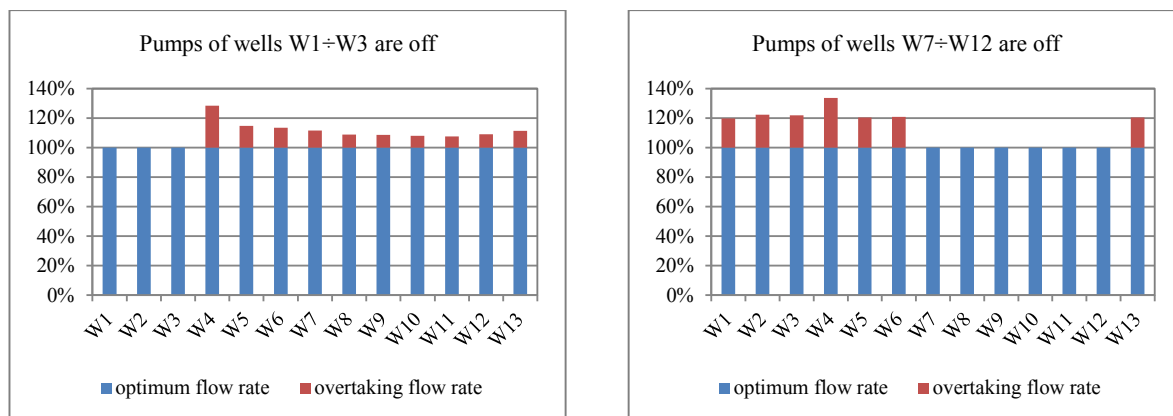 Pumps of wells W1÷W3 are off
140%
120%
100%
80%
60%
40%
20%
0%
W1 W2 W3 W4 W5 W6 W7 W8 W9 W10 W11 W12 W13
optimum flow rate overtaking flow rate
Pumps of wells W7÷W12 are off
140%
120%
100%
80%
60%
40%
20%
0%
W1 W2 W3 W4 W5 W6 W7 W8 W9 W10 W11 W12 W13
optimum flow rate overtaking flow rate